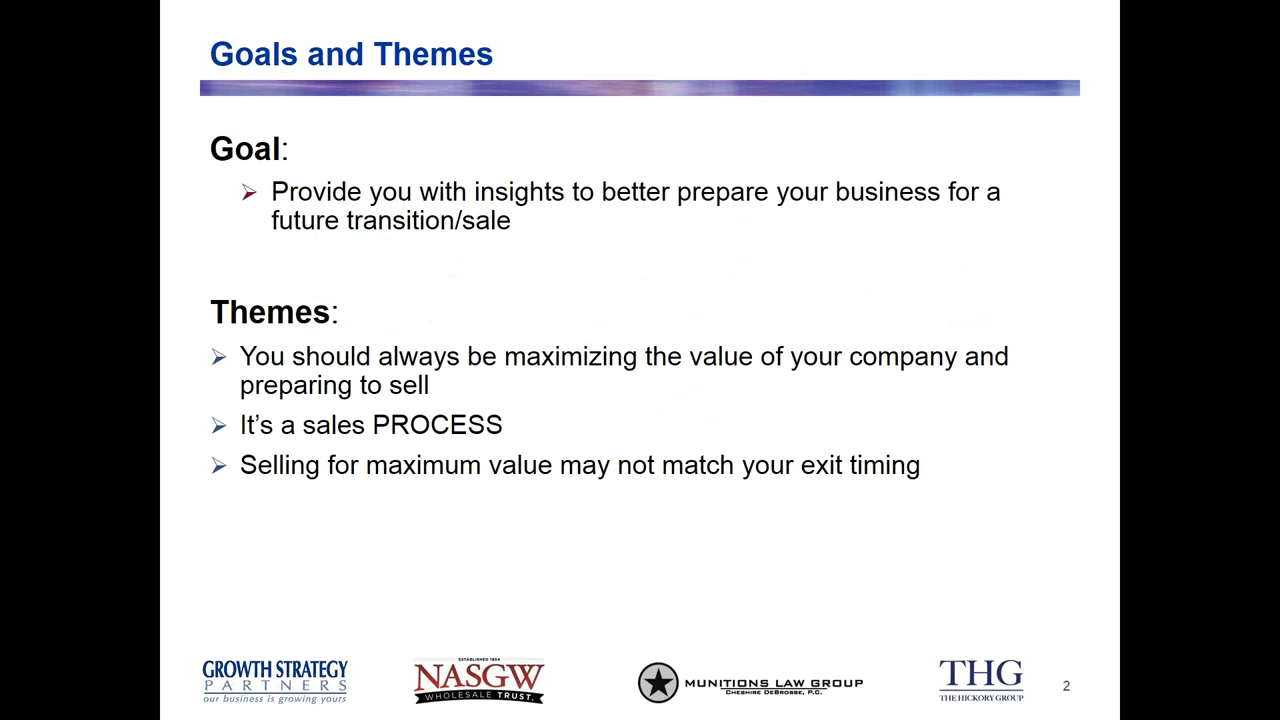 Goals and Themes
Goal:
Provide you with insights to better prepare your business for a
future transition/sale
Themes:
You should always be maximizing the value of your company and
preparing to sell
It’s a sales PROCESS
Selling for maximum value may not match your exit timing
GROWTH STRATEGY
PARTNERS
our business is growing yours
ESTABLISHED 1954
NASGW
WHOLESALE TRUST.
MUNITIONS LAW GROUP
CHESHIRE DEBROSSE, P.C.
THG
THE HICKORY GROUP
2